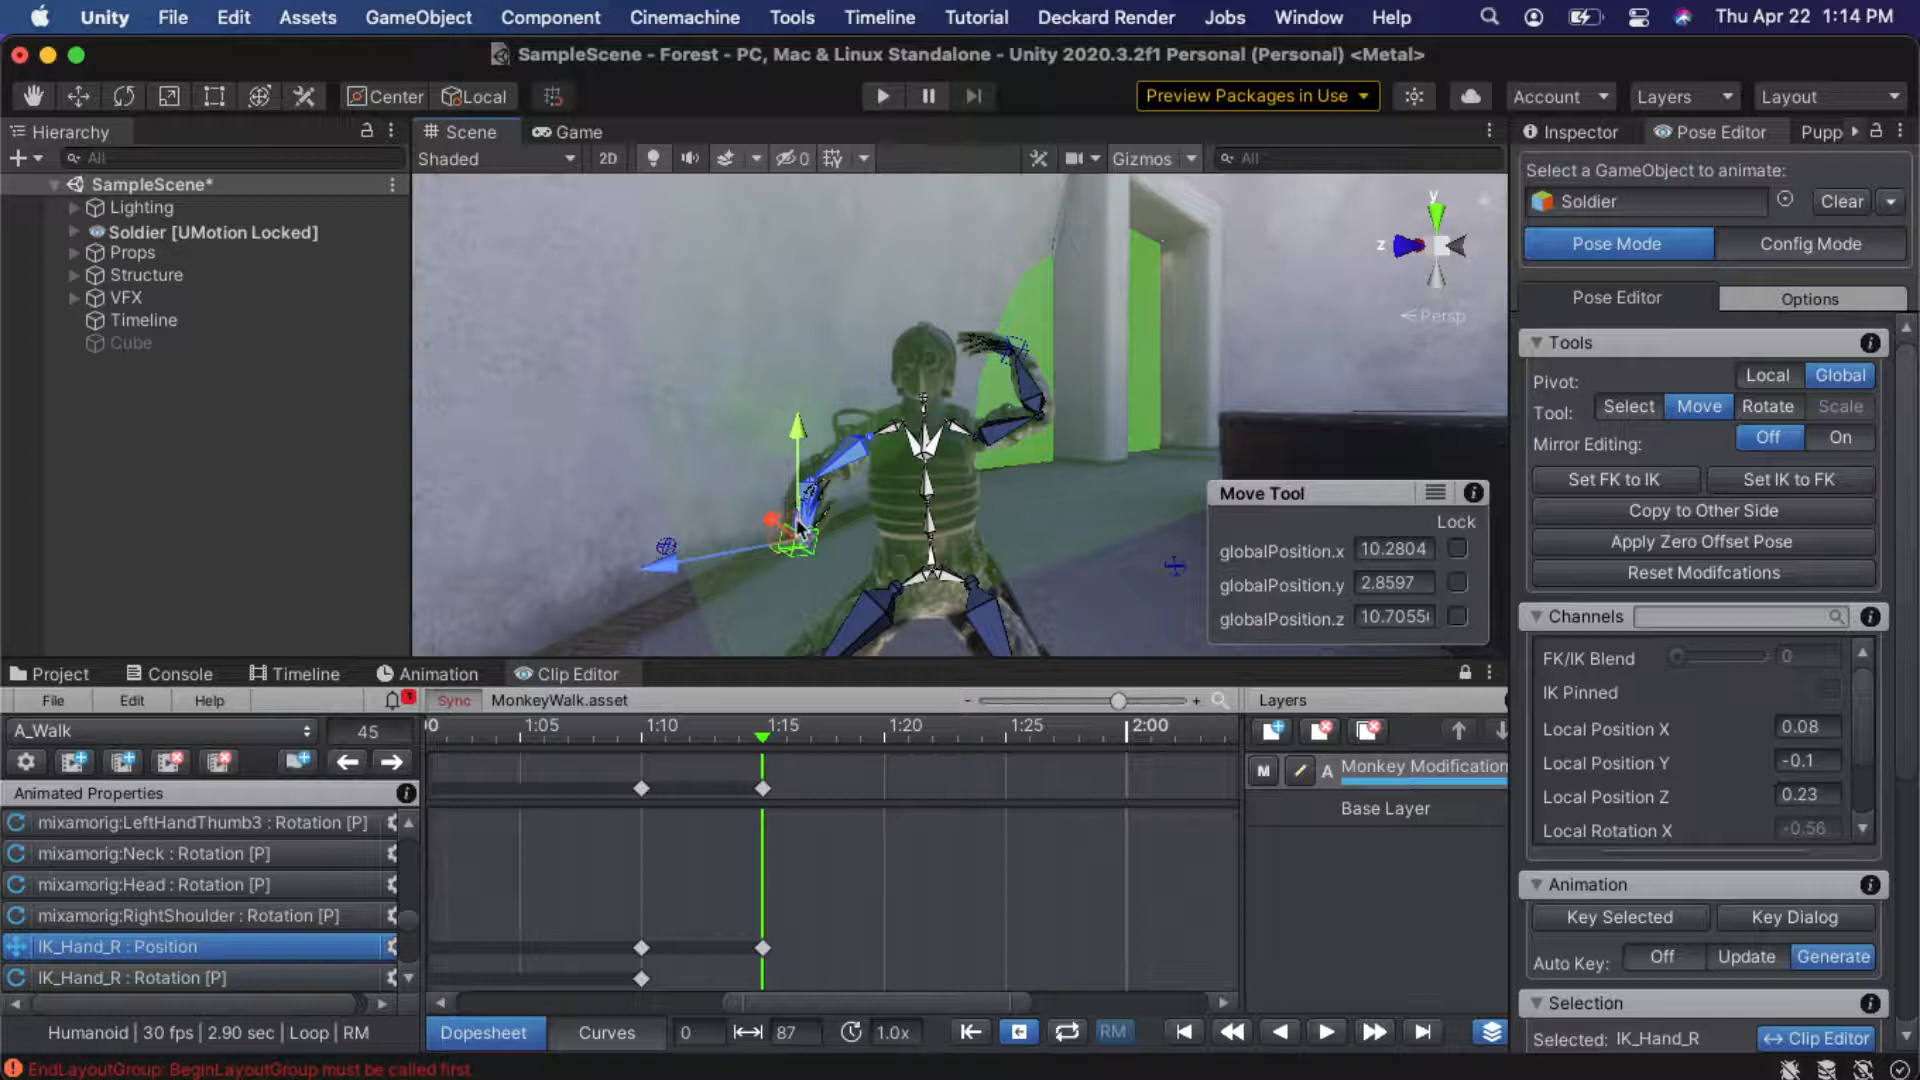 Unity File Edit Assets GameObject Component Cinemachine Tools Timeline Tutorial Deckard Render Jobs Window Help Thu Apr 22 1:14 PM
SampleScene - Forest - PC, Mac & Linux Standalone - Unity 2020.3.2f1 Personal (Personal) <Metal>
Center Local Preview Packages in Use Account Layers Layout
Hierarchy Scene Game Inspector Pose Editor Pupp
All Shaded 2D 0 Gizmos All
Select a GameObject to animate:
SampleScene*
Lighting
Soldier Clear
Soldier [UMotion Locked]
Pose Mode Config Mode
Props
Structure
VFX
Timeline
Cube
y
z
Persp
Pose Editor Options
Tools
Pivot: Local Global
Tool: Select Move Rotate Scale
Mirror Editing: Off On
Set FK to IK Set IK to FK
Copy to Other Side
Apply Zero Offset Pose
Reset Modifcations
Move Tool
Lock
globalPosition.x 10.2804
globalPosition.y 2.8597
globalPosition.z 10.7055
Channels
FK/IK Blend 0
IK Pinned
Local Position X 0.08
Local Position Y -0.1
Local Position Z 0.23
Local Rotation X -0.56
Project Console Timeline Animation Clip Editor
File Edit Help 1 Sync MonkeyWalk.asset - + Layers
A_Walk 45 00 1:05 1:10 1:15 1:20 1:25 2:00
M A Monkey Modification
Base Layer
Animated Properties
mixamorig:LeftHandThumb3 : Rotation [P]
mixamorig:Neck : Rotation [P]
mixamorig:Head : Rotation [P]
mixamorig:RightShoulder : Rotation [P]
IK_Hand_R : Position
IK_Hand_R : Rotation [P]
Animation
Key Selected Key Dialog
Auto Key: Off Update Generate
Selection
Selected: IK_Hand_R Clip Editor
Humanoid | 30 fps | 2.90 sec | Loop | RM Dopesheet Curves 0 87 1.0x RM
EndLayoutGroup: BeginLayoutGroup must be called first.